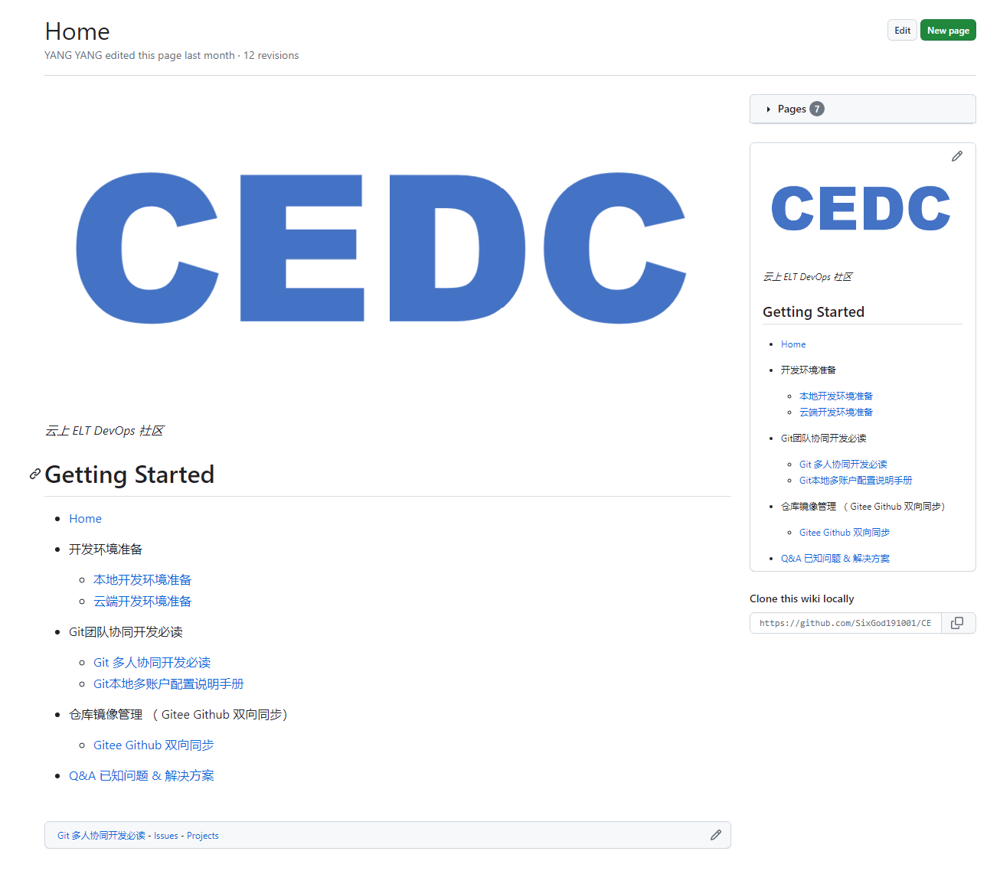 Home
Edit
New page
YANG YANG edited this page last month · 12 revisions
CEDC
云上 ELT DevOps 社区
Getting Started
Home
开发环境准备
本地开发环境准备
云端开发环境准备
Git团队协同开发必读
Git 多人协同开发必读
Git本地多账户配置说明手册
仓库镜像管理 （ Gitee Github 双向同步）
Gitee Github 双向同步
Q&A 已知问题 & 解决方案
Git 多人协同开发必读 - Issues - Projects
Pages 7
CEDC
云上 ELT DevOps 社区
Getting Started
Home
开发环境准备
本地开发环境准备
云端开发环境准备
Git团队协同开发必读
Git 多人协同开发必读
Git本地多账户配置说明手册
仓库镜像管理 （ Gitee Github 双向同步）
Gitee Github 双向同步
Q&A 已知问题 & 解决方案
Clone this wiki locally
https://github.com/SixGod191001/CE